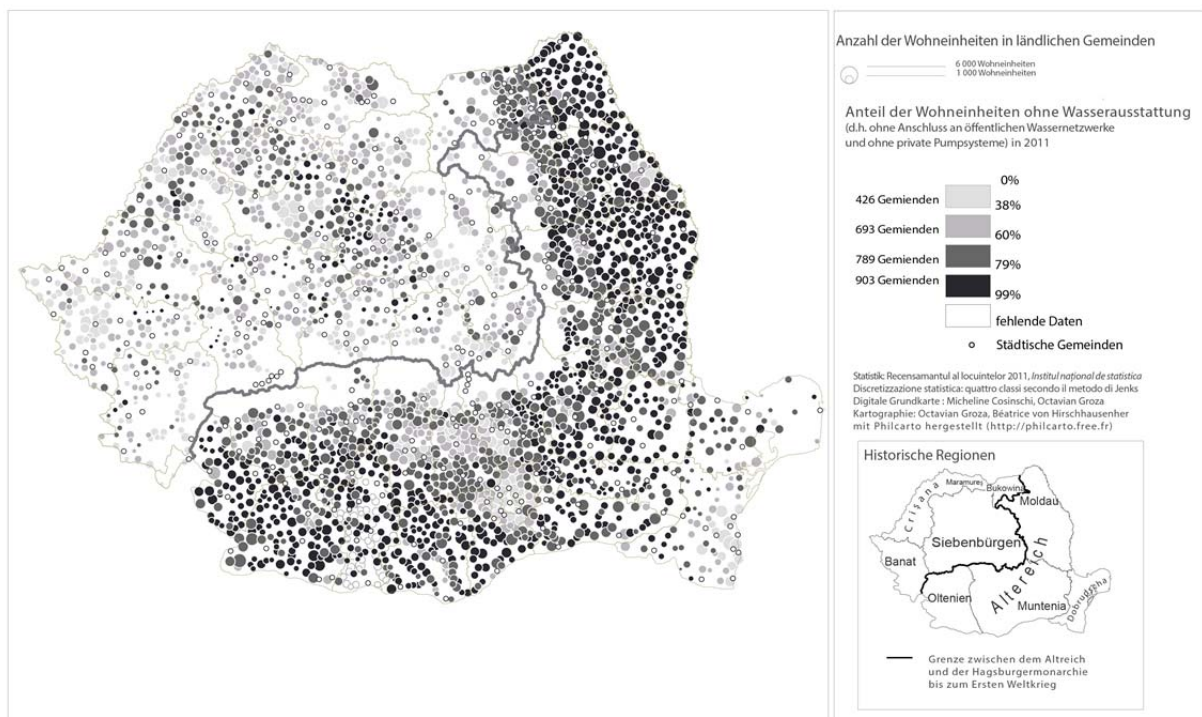 Anzahl der Wohneinheiten in ländlichen Gemeinden
6 000 Wohneinheiten
1 000 Wohneinheiten
Anteil der Wohneinheiten ohne Wasserausstattung
(d.h. ohne Anschluss an öffentlichen Wassernetzwerke
und ohne private Pumpsysteme) in 2011
0%
426 Gemienden
38%
693 Gemienden
60%
789 Gemienden
79%
903 Gemienden
99%
fehlende Daten
Städtische Gemeinden
Statistik: Recensamantul al locuintelor 2011, Institul național de statistica
Discretizzazione statistica: quattro classi secondo il metodo di Jenks
Digitale Grundkarte : Micheline Cosinschi, Octavian Groza
Kartographie: Octavian Groza, Béatrice von Hirschhausenher
mit Philcarto hergestellt (http://philcarto.free.fr)
Historische Regionen
Maramureș
Bukowina
Moldau
Crișana
Siebenbürgen
Banat
Altereich
Oltenien
Muntenia
Dobrudscha
Grenze zwischen dem Altreich
und der Hagsburgermonarchie
bis zum Ersten Weltkrieg